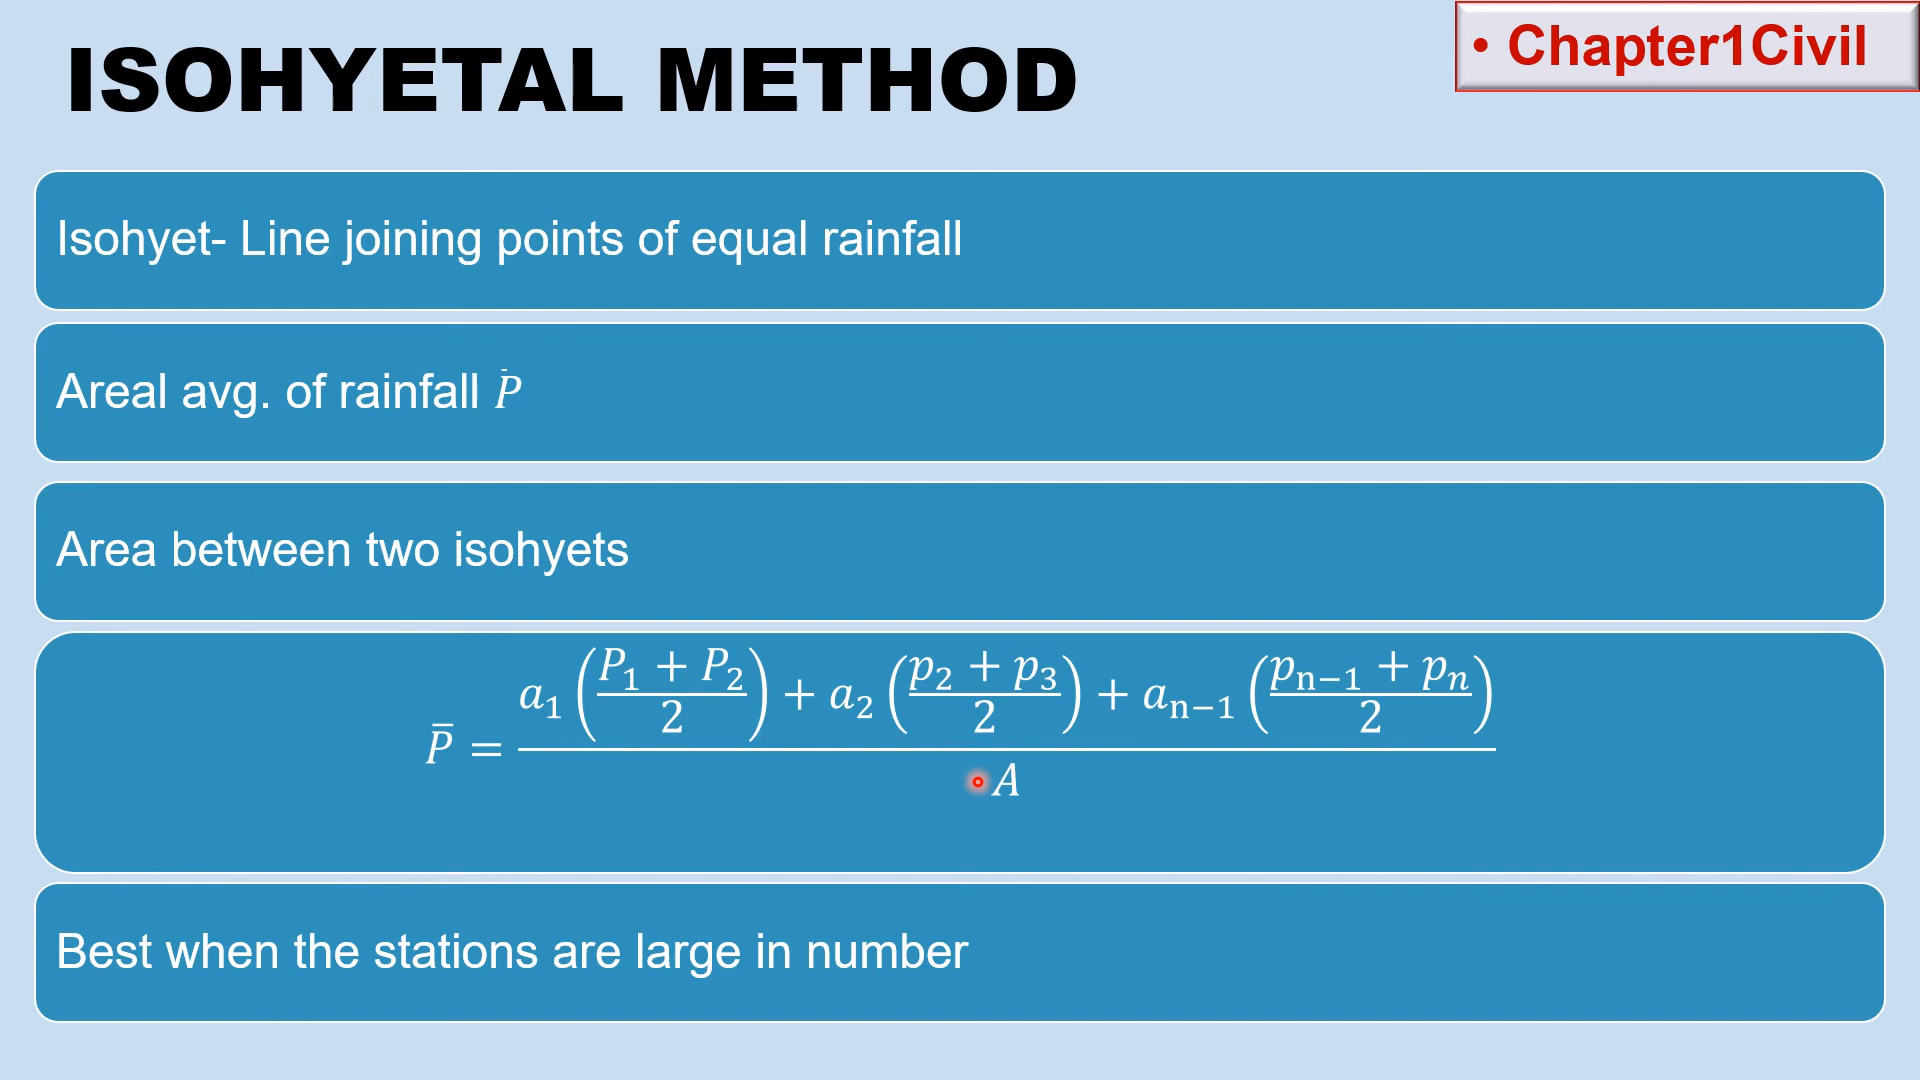 ISOHYETAL METHOD
• Chapter1Civil
Isohyet- Line joining points of equal rainfall
Areal avg. of rainfall P̄
Area between two isohyets
P̄ = (a₁((P₁ + P₂)/2) + a₂((p₂ + p₃)/2) + aₙ₋₁((pₙ₋₁ + pₙ)/2))/A
Best when the stations are large in number